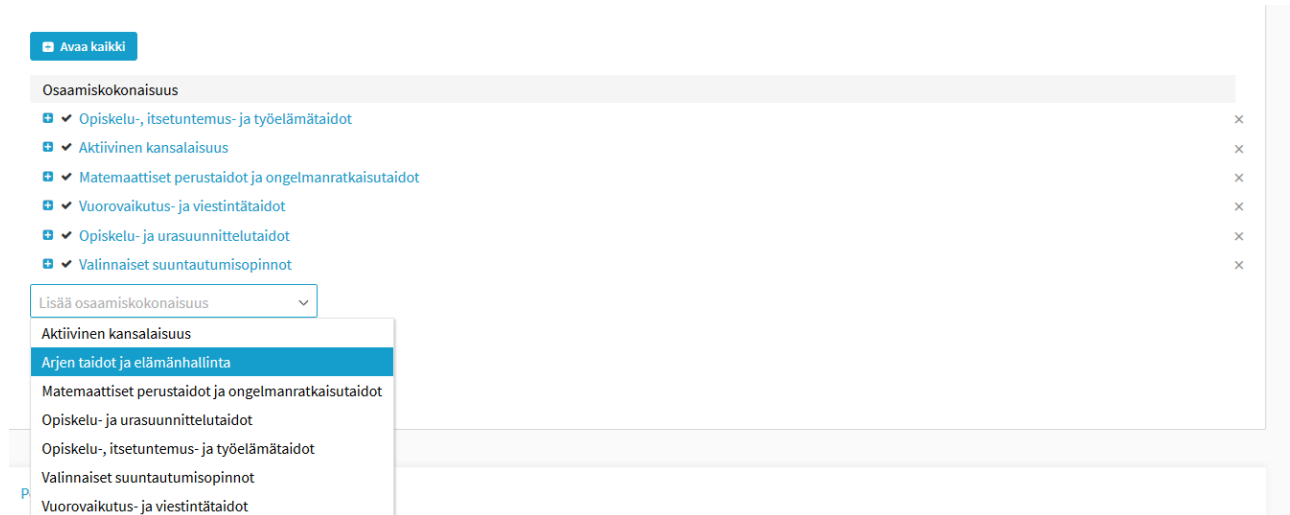 Avaa kaikki
Osaamiskokonaisuus
Opiskelu-, itsetuntemus- ja työelämätaidot
Aktiivinen kansalaisuus
Matemaattiset perustaidot ja ongelmanratkaisutaidot
Vuorovaikutus- ja viestintätaidot
Opiskelu- ja urasuunnittelutaidot
Valinnaiset suuntautumisopinnot
Lisää osaamiskokonaisuus
Aktiivinen kansalaisuus
Arjen taidot ja elämänhallinta
Matemaattiset perustaidot ja ongelmanratkaisutaidot
Opiskelu- ja urasuunnittelutaidot
Opiskelu-, itsetuntemus- ja työelämätaidot
Valinnaiset suuntautumisopinnot
Vuorovaikutus- ja viestintätaidot